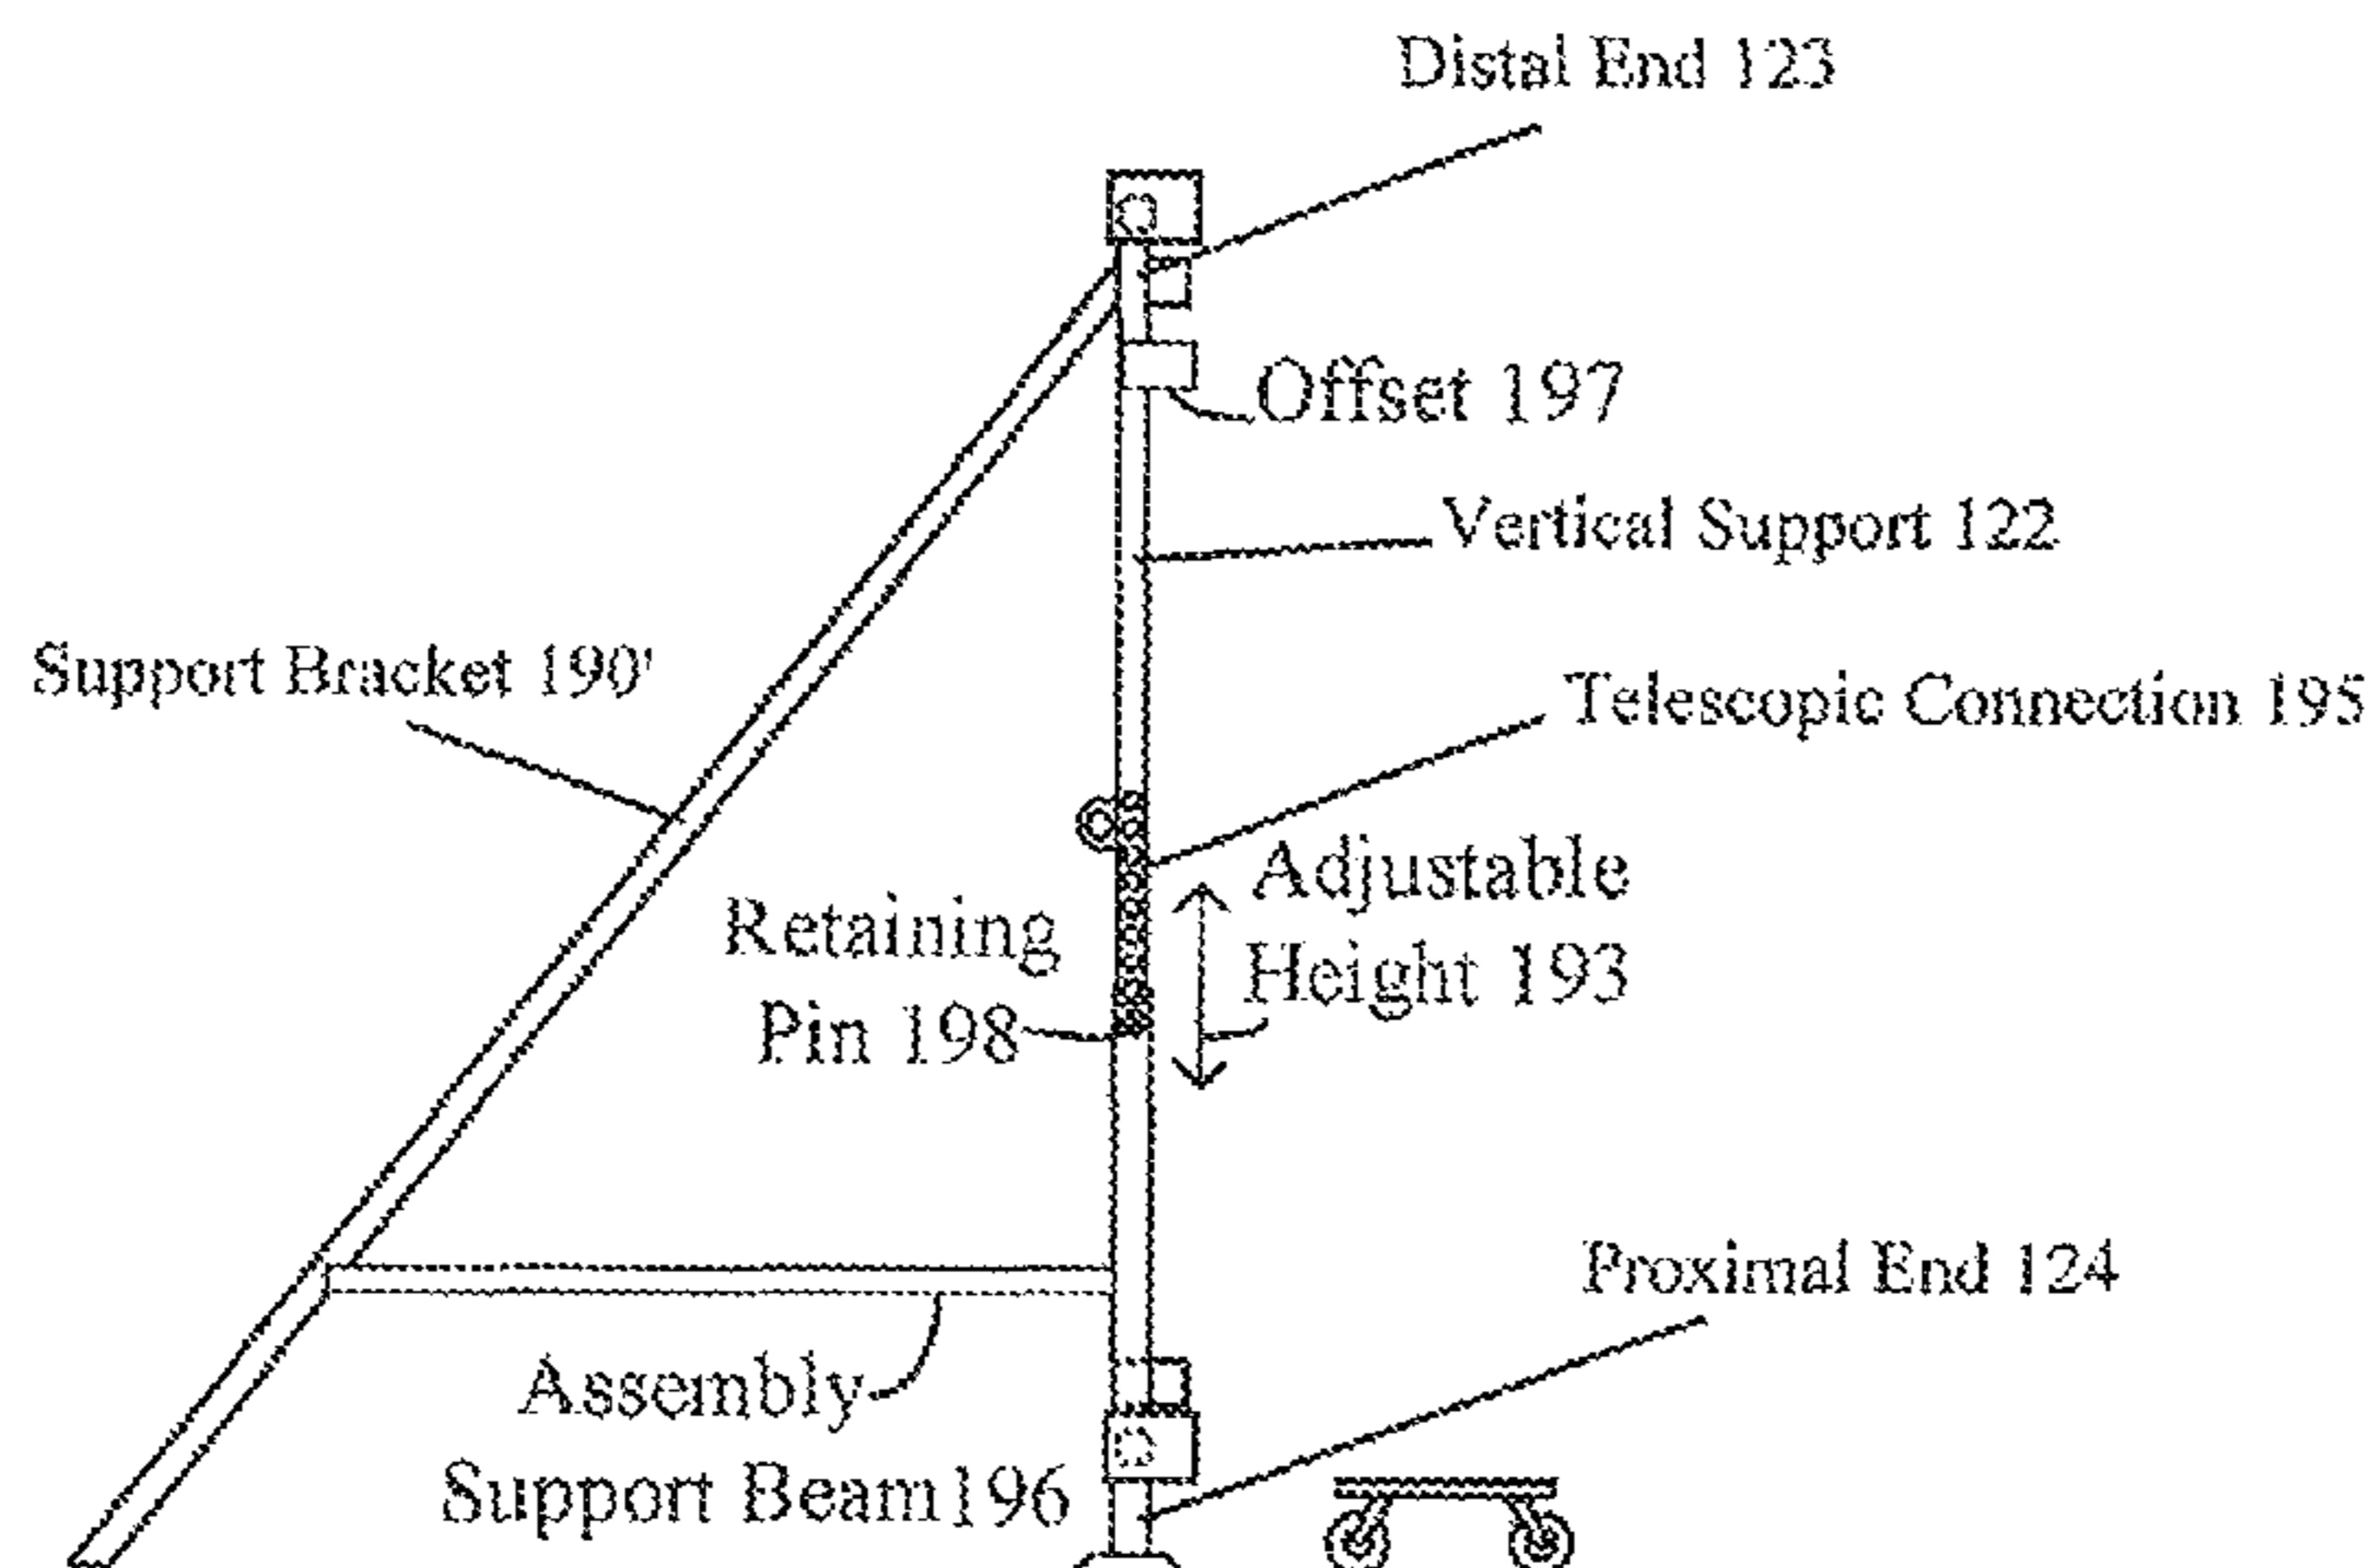 Distal End 123
Offset 197
Vertical Support 122
Support Bracket 190'
Telescopic Connection 195
Adjustable
Height 193
Retaining
Pin 198
Proximal End 124
Assembly
Support Beam196